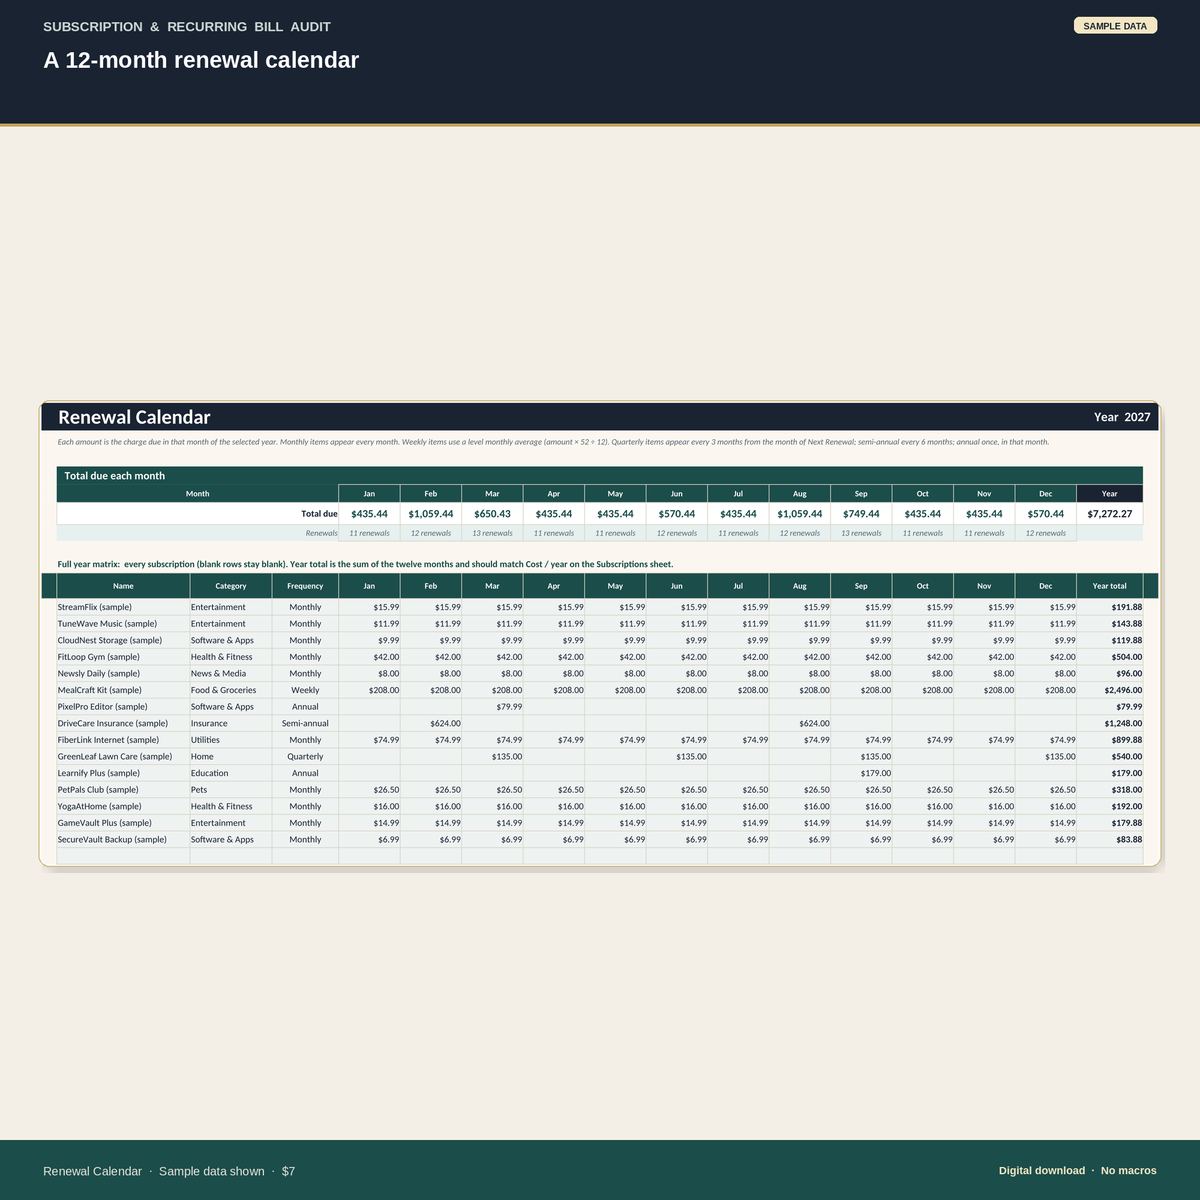 SUBSCRIPTION & RECURRING BILL AUDIT
SAMPLE DATA
A 12-month renewal calendar
Renewal Calendar
Year 2027
Each amount is the charge due in that month of the selected year. Monthly items appear every month. Weekly items use a level monthly average (amount × 52 ÷ 12). Quarterly items appear every 3 months from the month of Next Renewal; semi-annual every 6 months; annual once, in that month.
Total due each month
Month Jan Feb Mar Apr May Jun Jul Aug Sep Oct Nov Dec Year
Total due $435.44 $1,059.44 $650.43 $435.44 $435.44 $570.44 $435.44 $1,059.44 $749.44 $435.44 $435.44 $570.44 $7,272.27
Renewals 11 renewals 12 renewals 13 renewals 11 renewals 11 renewals 12 renewals 11 renewals 12 renewals 13 renewals 11 renewals 11 renewals 12 renewals
Full year matrix: every subscription (blank rows stay blank). Year total is the sum of the twelve months and should match Cost / year on the Subscriptions sheet.
Name Category Frequency Jan Feb Mar Apr May Jun Jul Aug Sep Oct Nov Dec Year total
StreamFlix (sample) Entertainment Monthly $15.99 $15.99 $15.99 $15.99 $15.99 $15.99 $15.99 $15.99 $15.99 $15.99 $15.99 $15.99 $191.88
TuneWave Music (sample) Entertainment Monthly $11.99 $11.99 $11.99 $11.99 $11.99 $11.99 $11.99 $11.99 $11.99 $11.99 $11.99 $11.99 $143.88
CloudNest Storage (sample) Software & Apps Monthly $9.99 $9.99 $9.99 $9.99 $9.99 $9.99 $9.99 $9.99 $9.99 $9.99 $9.99 $9.99 $119.88
FitLoop Gym (sample) Health & Fitness Monthly $42.00 $42.00 $42.00 $42.00 $42.00 $42.00 $42.00 $42.00 $42.00 $42.00 $42.00 $42.00 $504.00
Newsly Daily (sample) News & Media Monthly $8.00 $8.00 $8.00 $8.00 $8.00 $8.00 $8.00 $8.00 $8.00 $8.00 $8.00 $8.00 $96.00
MealCraft Kit (sample) Food & Groceries Weekly $208.00 $208.00 $208.00 $208.00 $208.00 $208.00 $208.00 $208.00 $208.00 $208.00 $208.00 $208.00 $2,496.00
PixelPro Editor (sample) Software & Apps Annual $79.99 $79.99
DriveCare Insurance (sample) Insurance Semi-annual $624.00 $624.00 $1,248.00
FiberLink Internet (sample) Utilities Monthly $74.99 $74.99 $74.99 $74.99 $74.99 $74.99 $74.99 $74.99 $74.99 $74.99 $74.99 $74.99 $899.88
GreenLeaf Lawn Care (sample) Home Quarterly $135.00 $135.00 $135.00 $135.00 $540.00
Learnify Plus (sample) Education Annual $179.00 $179.00
PetPals Club (sample) Pets Monthly $26.50 $26.50 $26.50 $26.50 $26.50 $26.50 $26.50 $26.50 $26.50 $26.50 $26.50 $26.50 $318.00
YogaAtHome (sample) Health & Fitness Monthly $16.00 $16.00 $16.00 $16.00 $16.00 $16.00 $16.00 $16.00 $16.00 $16.00 $16.00 $16.00 $192.00
GameVault Plus (sample) Entertainment Monthly $14.99 $14.99 $14.99 $14.99 $14.99 $14.99 $14.99 $14.99 $14.99 $14.99 $14.99 $14.99 $179.88
SecureVault Backup (sample) Software & Apps Monthly $6.99 $6.99 $6.99 $6.99 $6.99 $6.99 $6.99 $6.99 $6.99 $6.99 $6.99 $6.99 $83.88
Renewal Calendar · Sample data shown · $7
Digital download · No macros